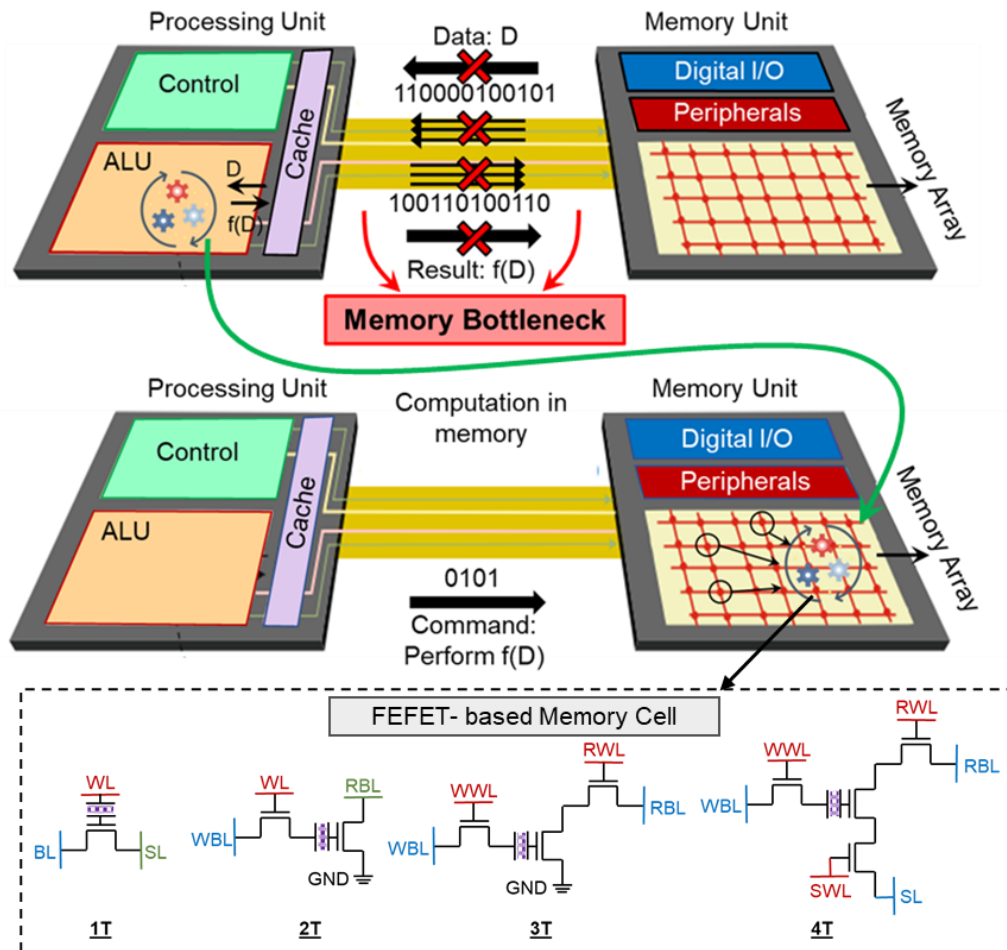 Processing Unit
Control
ALU
D
f(D)
Cache
Data: D
110000100101
100110100110
Result: f(D)
Memory Bottleneck
Memory Unit
Digital I/O
Peripherals
Memory Array
Processing Unit
Control
ALU
Cache
Computation in
memory
0101
Command:
Perform f(D)
Memory Unit
Digital I/O
Peripherals
Memory Array
FEFET- based Memory Cell
WL
BL
SL
1T
WL
WBL
RBL
GND
2T
WWL
WBL
RWL
RBL
GND
3T
WWL
WBL
RWL
RBL
SWL
SL
4T